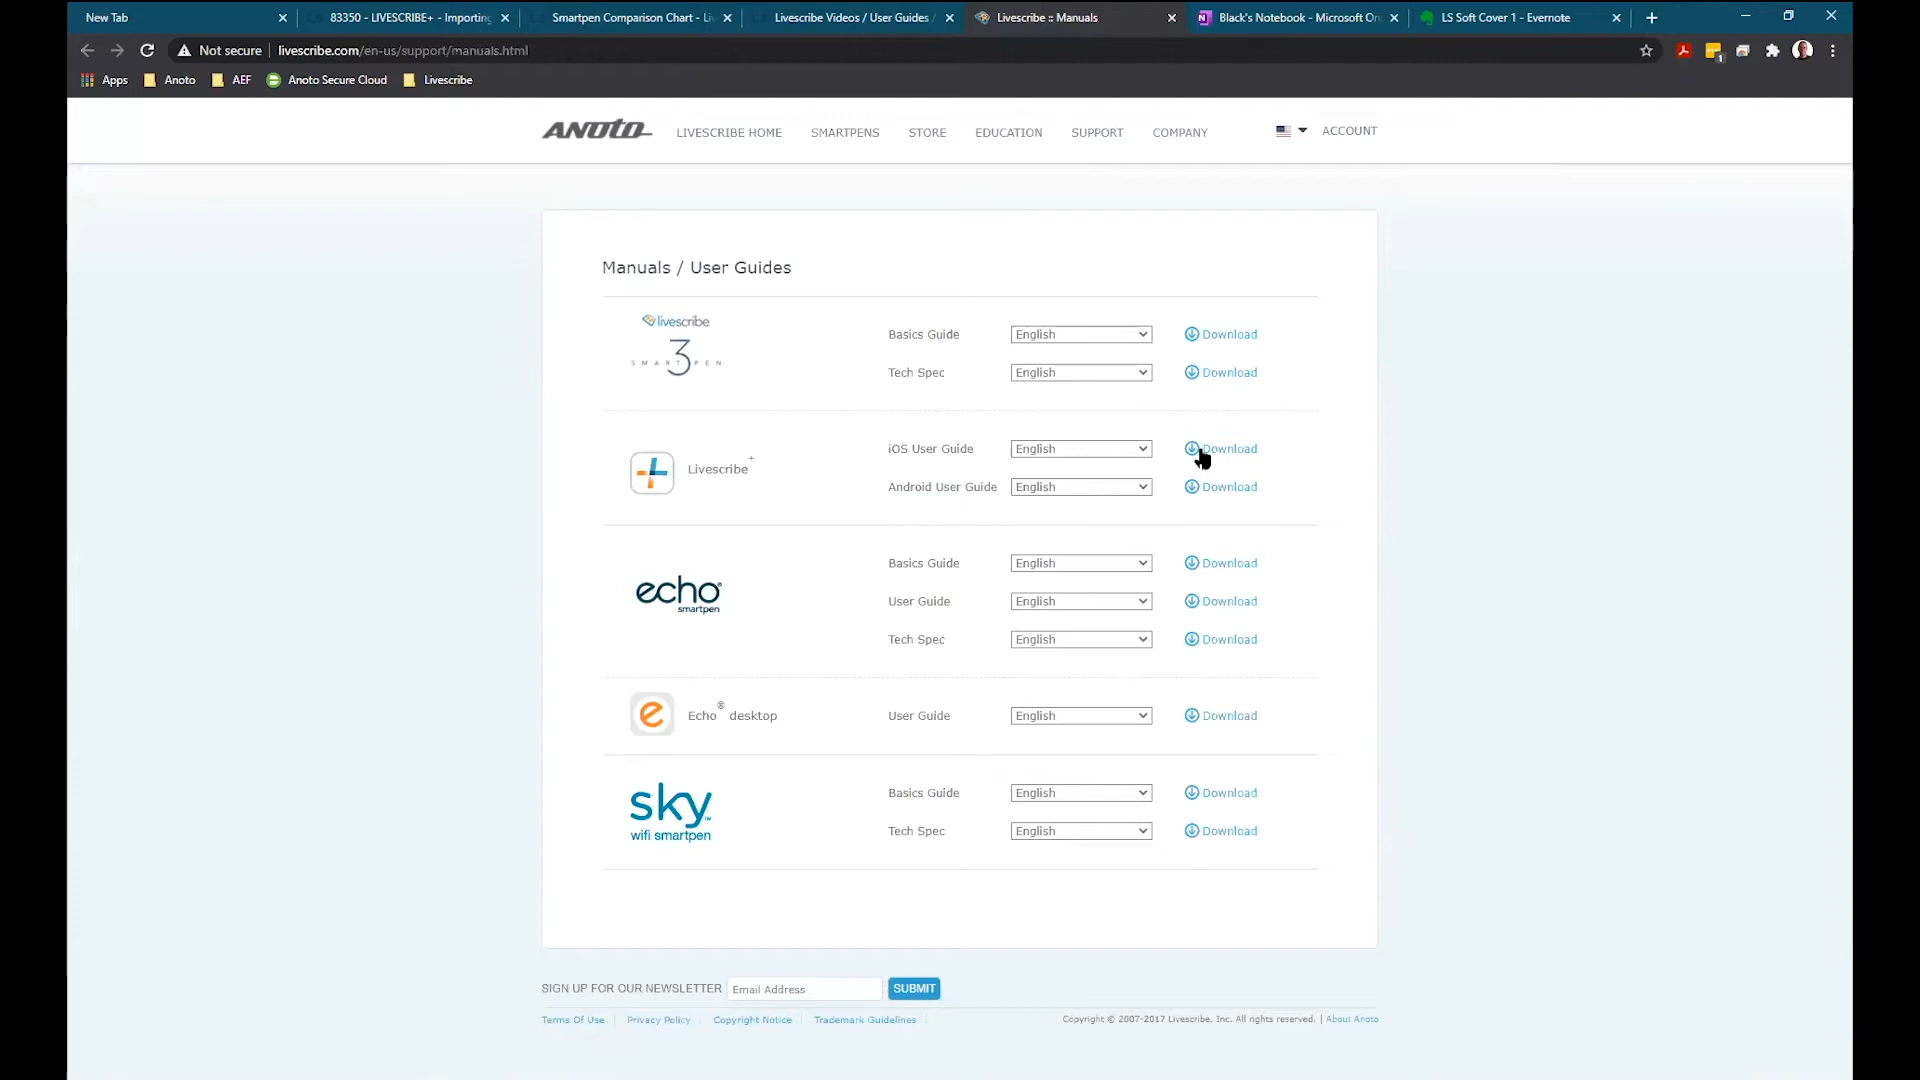 New Tab
83350 - LIVESCRIBE+ - Importing
Smartpen Comparison Chart - Li
Livescribe Videos / User Guides /
Livescribe :: Manuals
Black's Notebook - Microsoft On
LS Soft Cover 1 - Evernote
Not secure livescribe.com/en-us/support/manuals.html
1
Apps Anoto AEF Anoto Secure Cloud Livescribe
ANOTO LIVESCRIBE HOME SMARTPENS STORE EDUCATION SUPPORT COMPANY ACCOUNT
Manuals / User Guides
livescribe
3
SMARTPEN
Basics Guide English Download
Tech Spec English Download
Livescribe+
iOS User Guide English Download
Android User Guide English Download
echo®
smartpen
Basics Guide English Download
User Guide English Download
Tech Spec English Download
e
Echo® desktop User Guide English Download
sky™
wifi smartpen
Basics Guide English Download
Tech Spec English Download
SIGN UP FOR OUR NEWSLETTER Email Address SUBMIT
Terms Of Use | Privacy Policy | Copyright Notice | Trademark Guidelines |
Copyright © 2007-2017 Livescribe, Inc. All rights reserved. | About Anoto